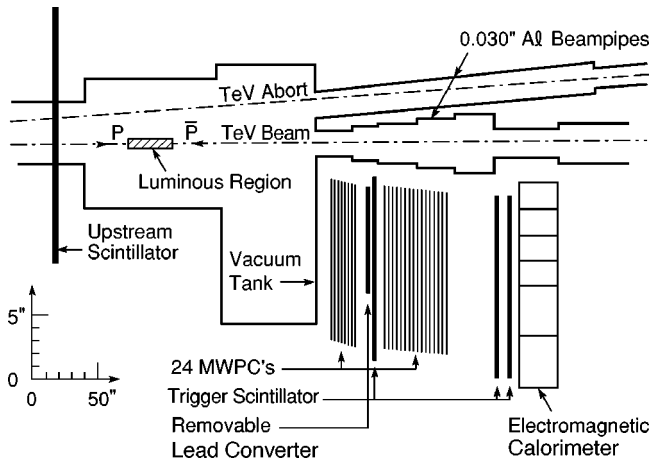 0.030" Aℓ Beampipes
TeV Abort
P
P̅
TeV Beam
Luminous Region
Upstream
Scintillator
Vacuum
Tank
5"
0
0
50"
24 MWPC's
Trigger Scintillator
Removable
Lead Converter
Electromagnetic
Calorimeter